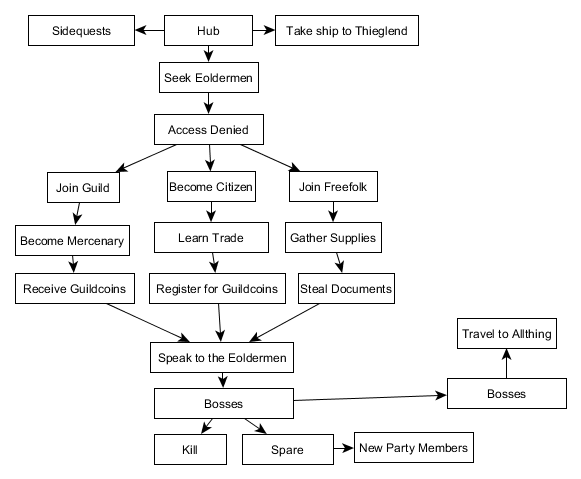 Sidequests
Hub
Take ship to Thieglend
Seek Eoldermen
Access Denied
Join Guild
Become Citizen
Join Freefolk
Become Mercenary
Learn Trade
Gather Supplies
Receive Guildcoins
Register for Guildcoins
Steal Documents
Speak to the Eoldermen
Travel to Allthing
Bosses
Bosses
Kill
Spare
New Party Members